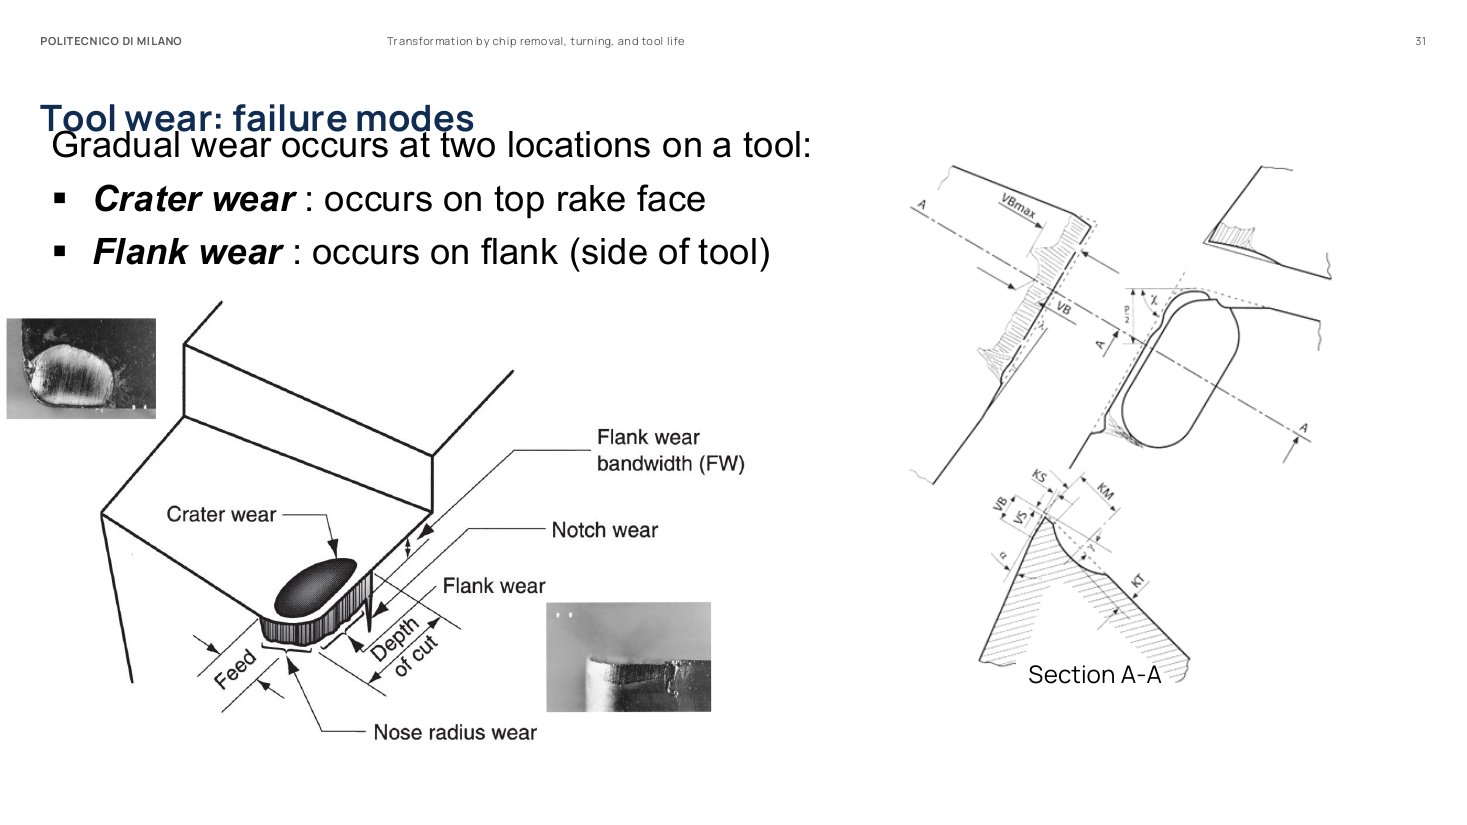 POLITECNICO DI MILANO
Transformation by chip removal, turning, and tool life
31
Tool wear: failure modes
Gradual wear occurs at two locations on a tool:
▪ Crater wear : occurs on top rake face
▪ Flank wear : occurs on flank (side of tool)
Flank wear
bandwidth (FW)
Crater wear
Notch wear
Flank wear
Depth
of cut
Feed
Nose radius wear
A
VBmax
VB
A
χ
A
KS
KM
VB
VS
α
γ
KT
Section A-A